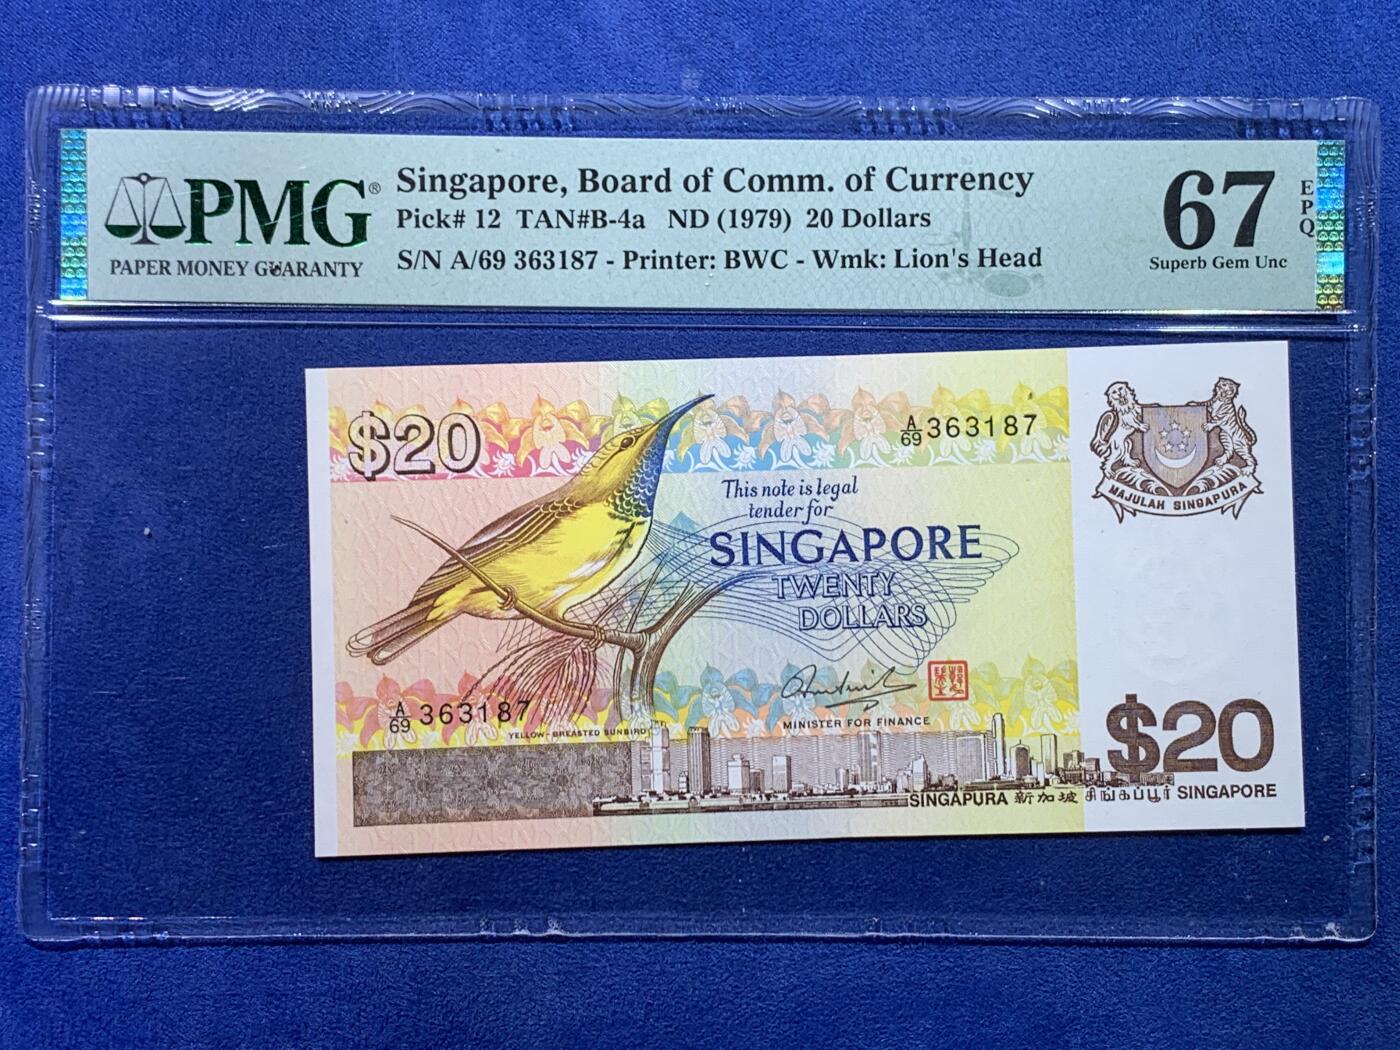 PMG®
PAPER MONEY GUARANTY
Singapore, Board of Comm. of Currency
Pick# 12 TAN#B-4a ND (1979) 20 Dollars
S/N A/69 363187 - Printer: BWC - Wmk: Lion's Head
67
EPQ
Superb Gem Unc
$20
A/69 363187
MAJULAH SINGAPURA
This note is legal
tender for
SINGAPORE
TWENTY
DOLLARS
A/69 363187
YELLOW-BREASTED SUNBIRD
MINISTER FOR FINANCE
$20
SINGAPURA 新加坡 சிங்கப்பூர் SINGAPORE